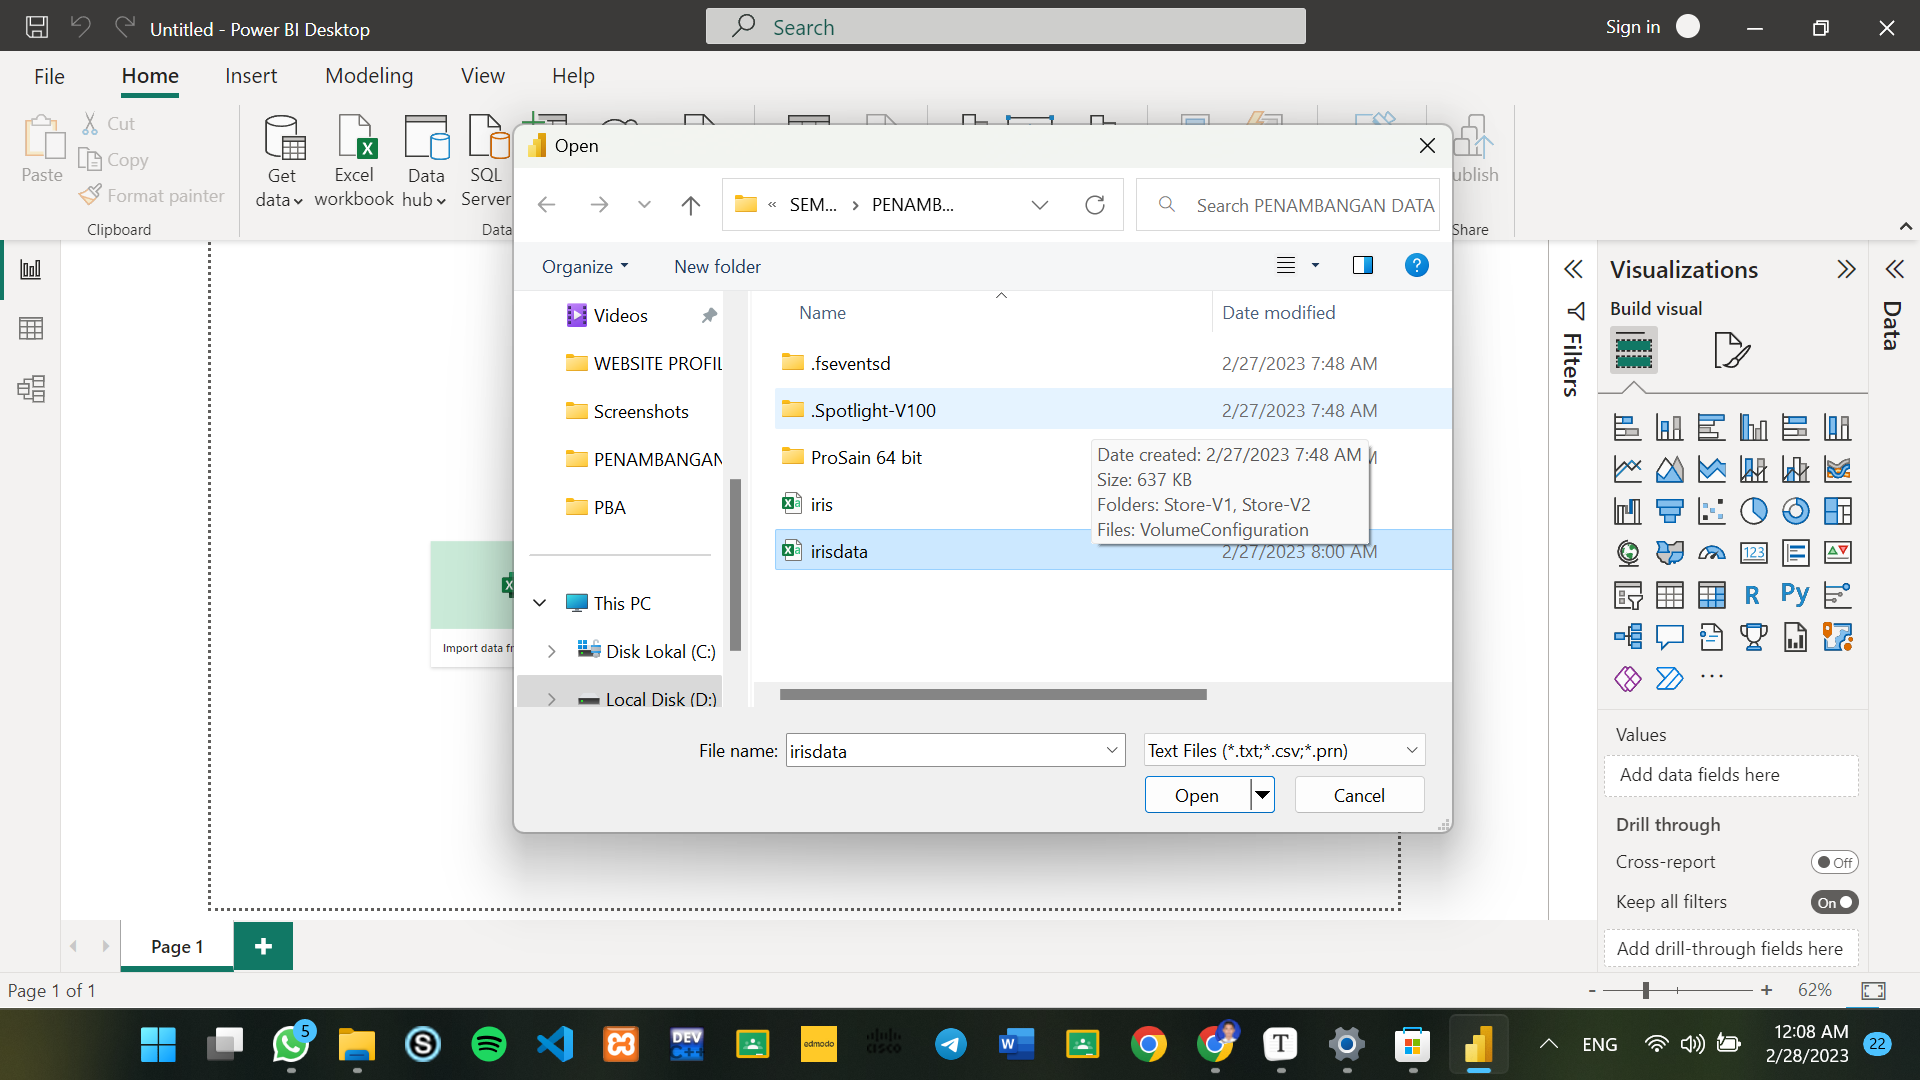 Untitled - Power BI Desktop
Search
Sign in
File
Home
Insert
Modeling
View
Help
Paste
Cut
Copy
Format painter
Clipboard
Get
data
Excel
workbook
Data
hub
SQL
Server
Data
ublish
Share
Open
« SEM... › PENAMB...
Search PENAMBANGAN DATA
Organize
New folder
?
Videos
WEBSITE PROFIL
Screenshots
PENAMBANGAN
PBA
This PC
Disk Lokal (C:)
Local Disk (D:)
Name
Date modified
.fseventsd
2/27/2023 7:48 AM
.Spotlight-V100
2/27/2023 7:48 AM
ProSain 64 bit
iris
irisdata
2/27/2023 8:00 AM
Date created: 2/27/2023 7:48 AM
Size: 637 KB
Folders: Store-V1, Store-V2
Files: VolumeConfiguration
File name:
irisdata
Text Files (*.txt;*.csv;*.prn)
Open
Cancel
Import data fr
Filters
Visualizations
Build visual
123
R
Py
...
Values
Add data fields here
Drill through
Cross-report
Off
Keep all filters
On
Add drill-through fields here
Data
Page 1
+
Page 1 of 1
-
+
62%
5
S
DEV
C++
edmodo
cisco
W
T
ENG
12:08 AM
2/28/2023
22